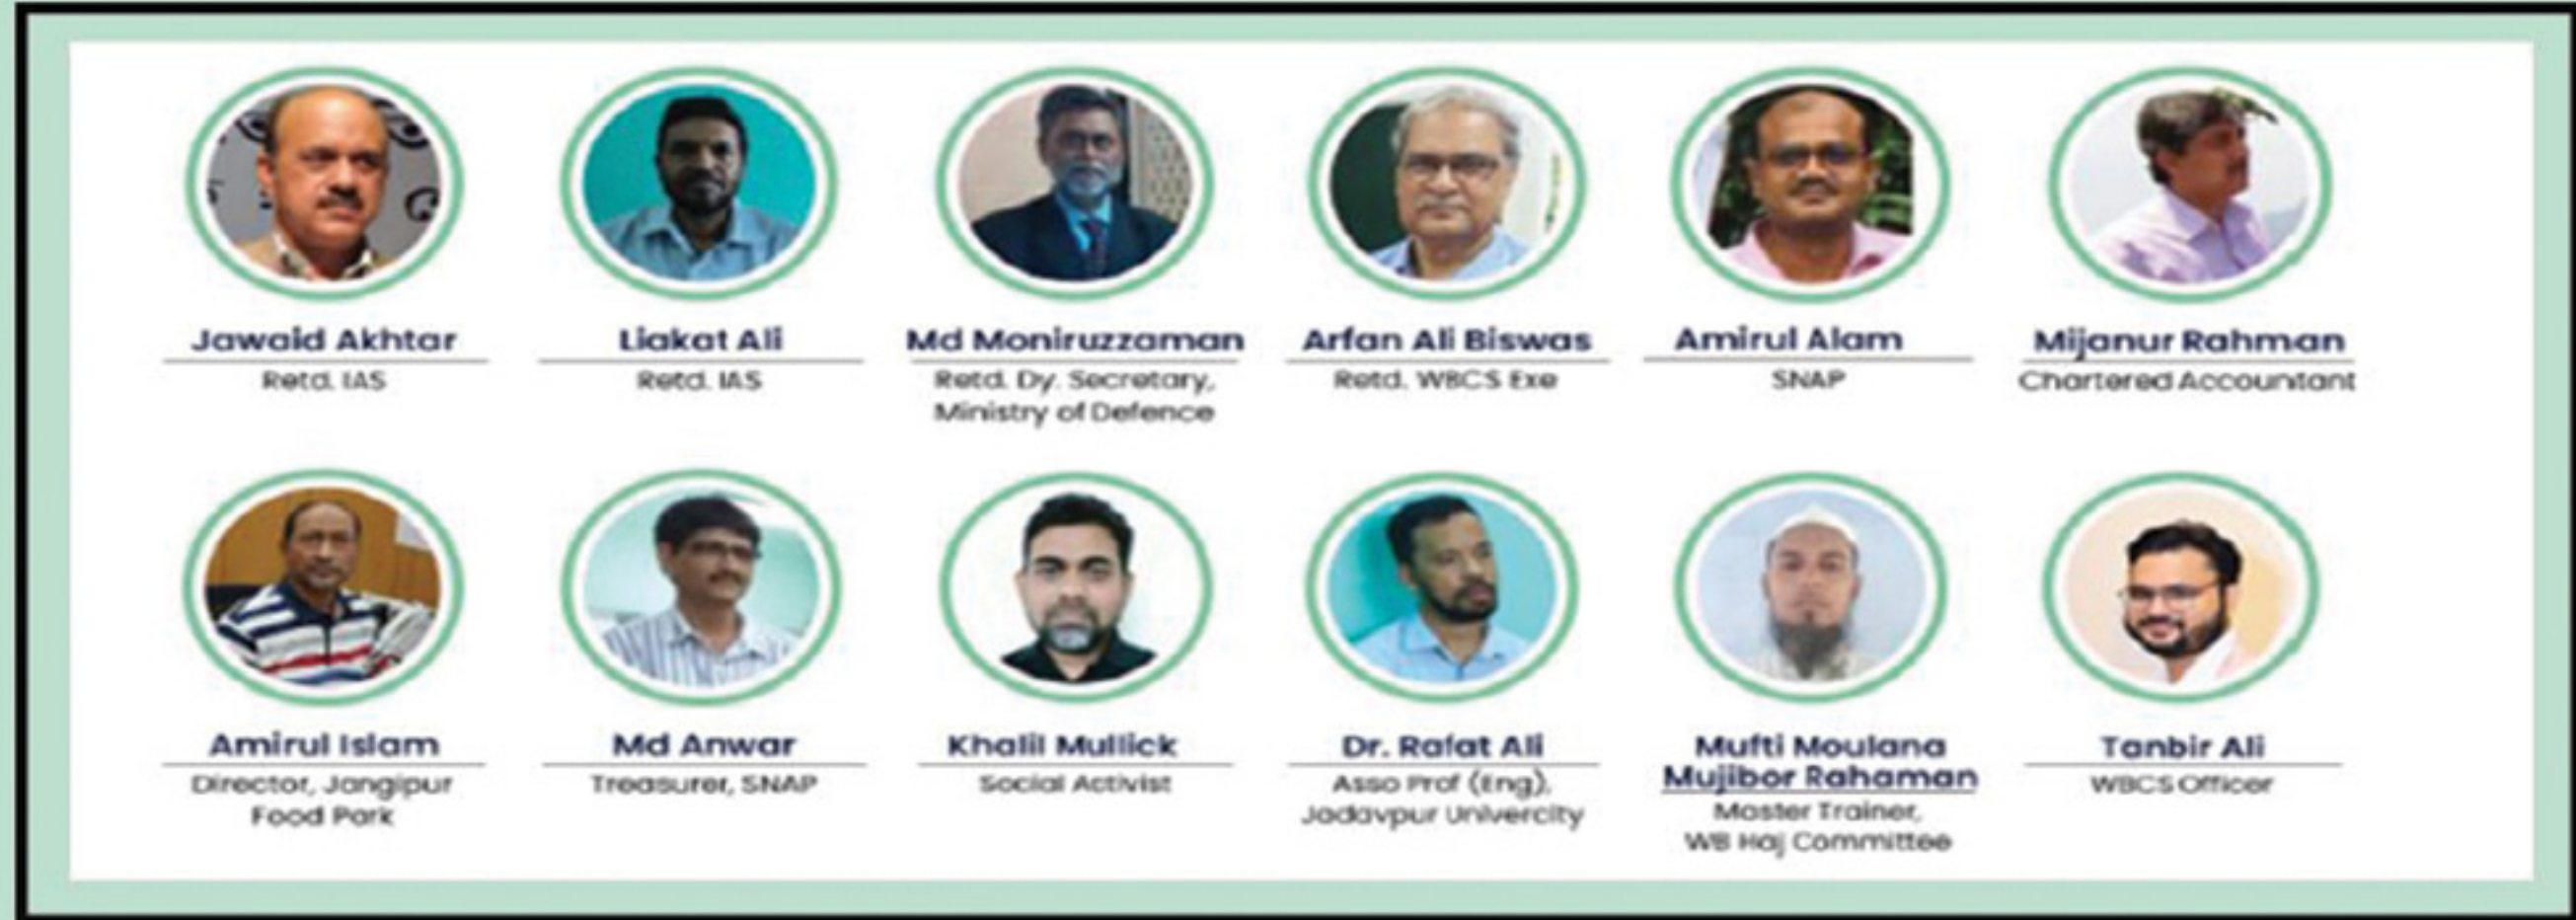 Jawaid Akhtar
Retd. IAS
Liakat Ali
Retd. IAS
Md Moniruzzaman
Retd. Dy. Secretary,
Ministry of Defence
Arfan Ali Biswas
Retd. WBCS Exe
Amirul Alam
SNAP
Mijanur Rahman
Chartered Accountant
Amirul Islam
Director, Jangipur
Food Park
Md Anwar
Treasurer, SNAP
Khalil Mullick
Social Activist
Dr. Rafat Ali
Asso Prof (Eng),
Jadavpur Univercity
Mufti Moulana
Mujibor Rahaman
Master Trainer,
WB Haj Committee
Tanbir Ali
WBCS Officer